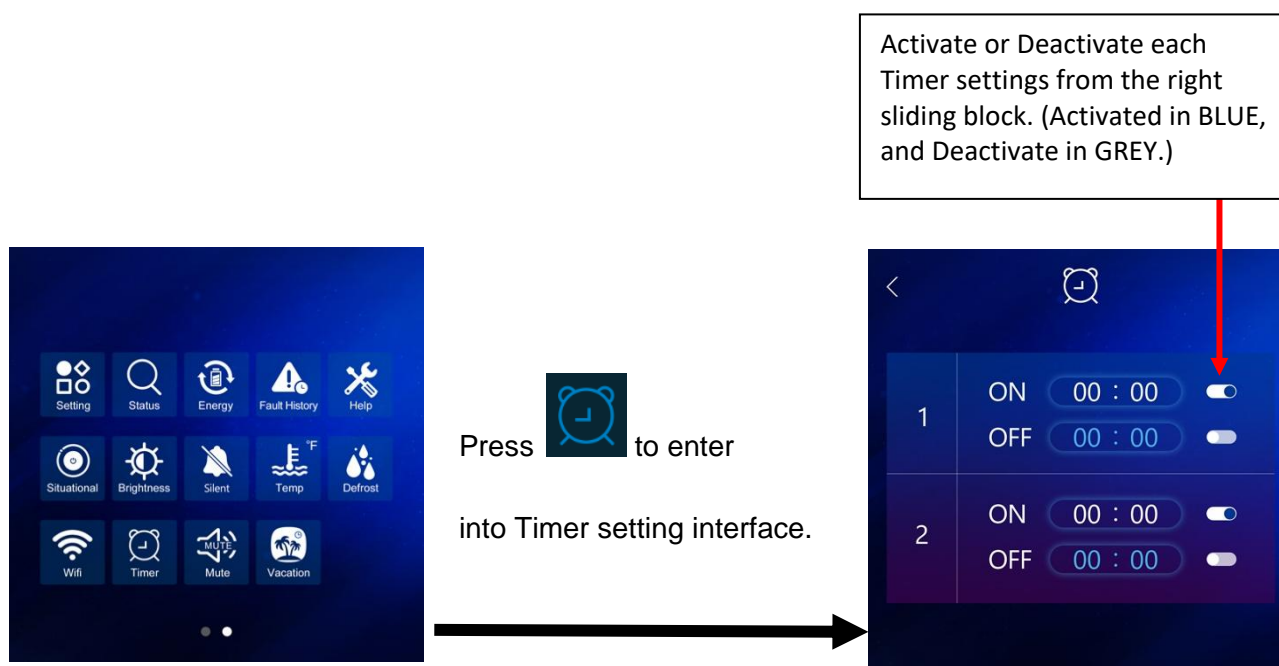 Activate or Deactivate each
Timer settings from the right
sliding block. (Activated in BLUE,
and Deactivate in GREY.)
Setting Status Energy Fault History Help
°F
Situational Brightness Silent Temp Defrost
MUTE
Wifi Timer Mute Vacation
Press to enter
into Timer setting interface.
1
ON 00 : 00
OFF 00 : 00
2
ON 00 : 00
OFF 00 : 00